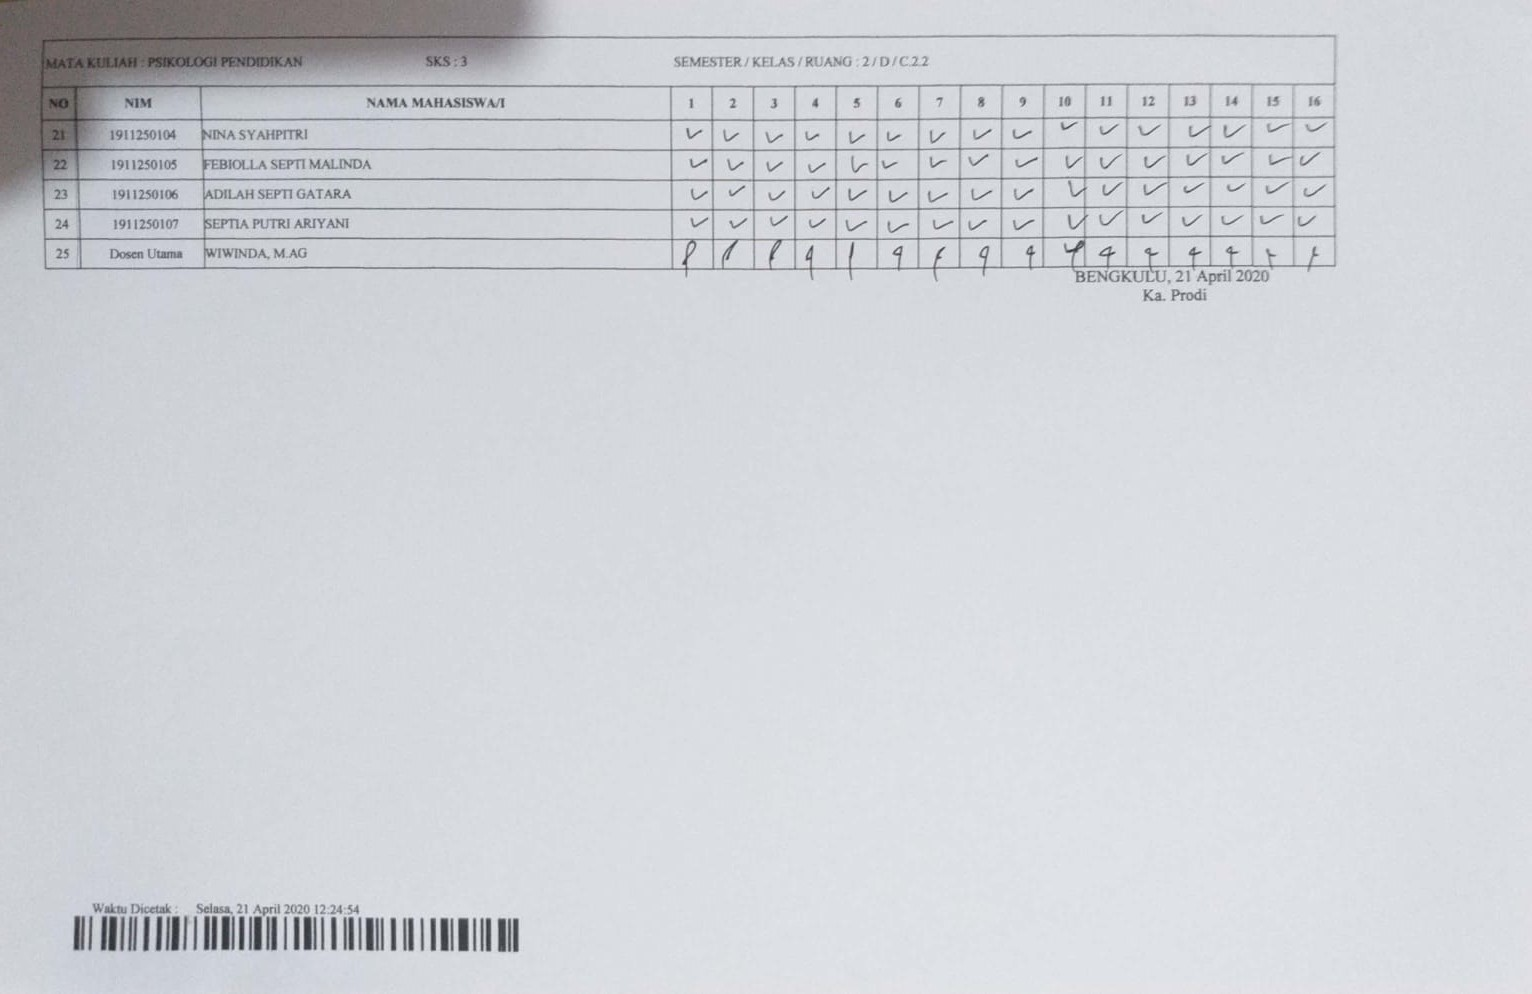 MATA KULIAH : PSIKOLOGI PENDIDIKAN SKS : 3 SEMESTER / KELAS / RUANG : 2 / D / C.2.2
NO NIM NAMA MAHASISWA/I 1 2 3 4 5 6 7 8 9 10 11 12 13 14 15 16
21 1911250104 NINA SYAHPITRI ✓ ✓ ✓ ✓ ✓ ✓ ✓ ✓ ✓ ✓ ✓ ✓ ✓ ✓ ✓ ✓
22 1911250105 FEBIOLLA SEPTI MALINDA ✓ ✓ ✓ ✓ ✓ ✓ ✓ ✓ ✓ ✓ ✓ ✓ ✓ ✓ ✓ ✓
23 1911250106 ADILAH SEPTI GATARA ✓ ✓ ✓ ✓ ✓ ✓ ✓ ✓ ✓ ✓ ✓ ✓ ✓ ✓ ✓ ✓
24 1911250107 SEPTIA PUTRI ARIYANI ✓ ✓ ✓ ✓ ✓ ✓ ✓ ✓ ✓ ✓ ✓ ✓ ✓ ✓ ✓ ✓
25 Dosen Utama WIWINDA, M.AG
BENGKULU, 21 April 2020
Ka. Prodi
Waktu Dicetak : Selasa, 21 April 2020 12:24:54